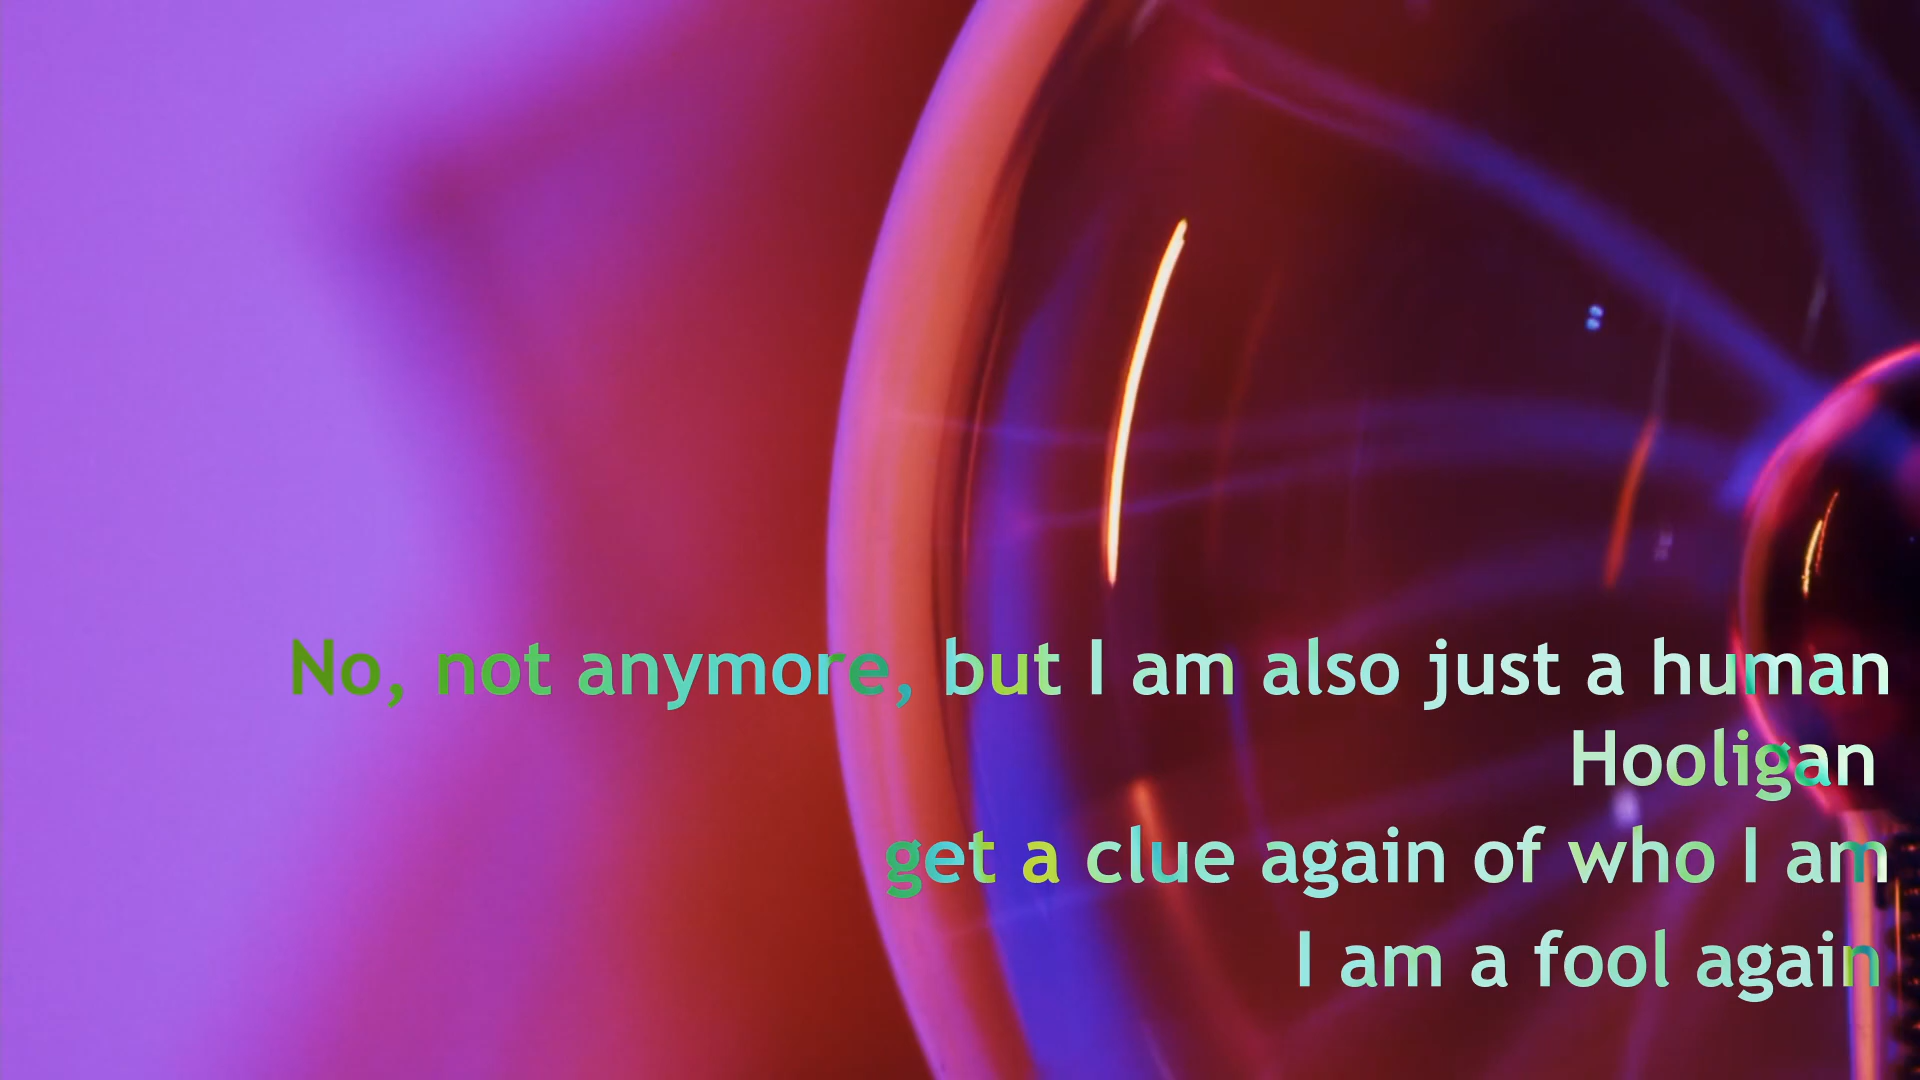 No, not anymore, but I am also just a human
Hooligan
get a clue again of who I am
I am a fool again